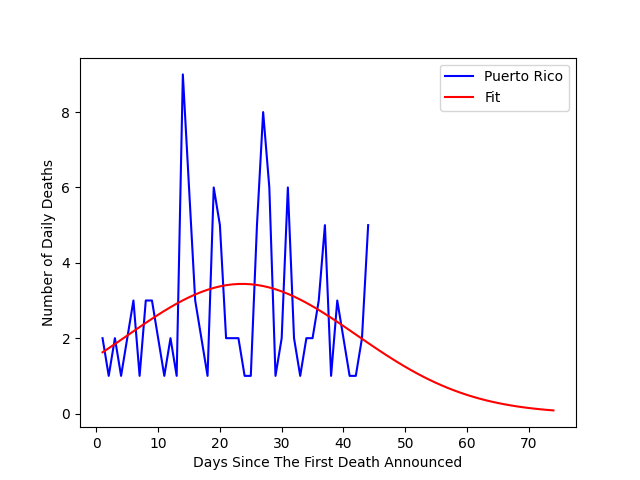 Puerto Rico
Fit
Number of Daily Deaths
8
6
4
2
0
0 10 20 30 40 50 60 70
Days Since The First Death Announced